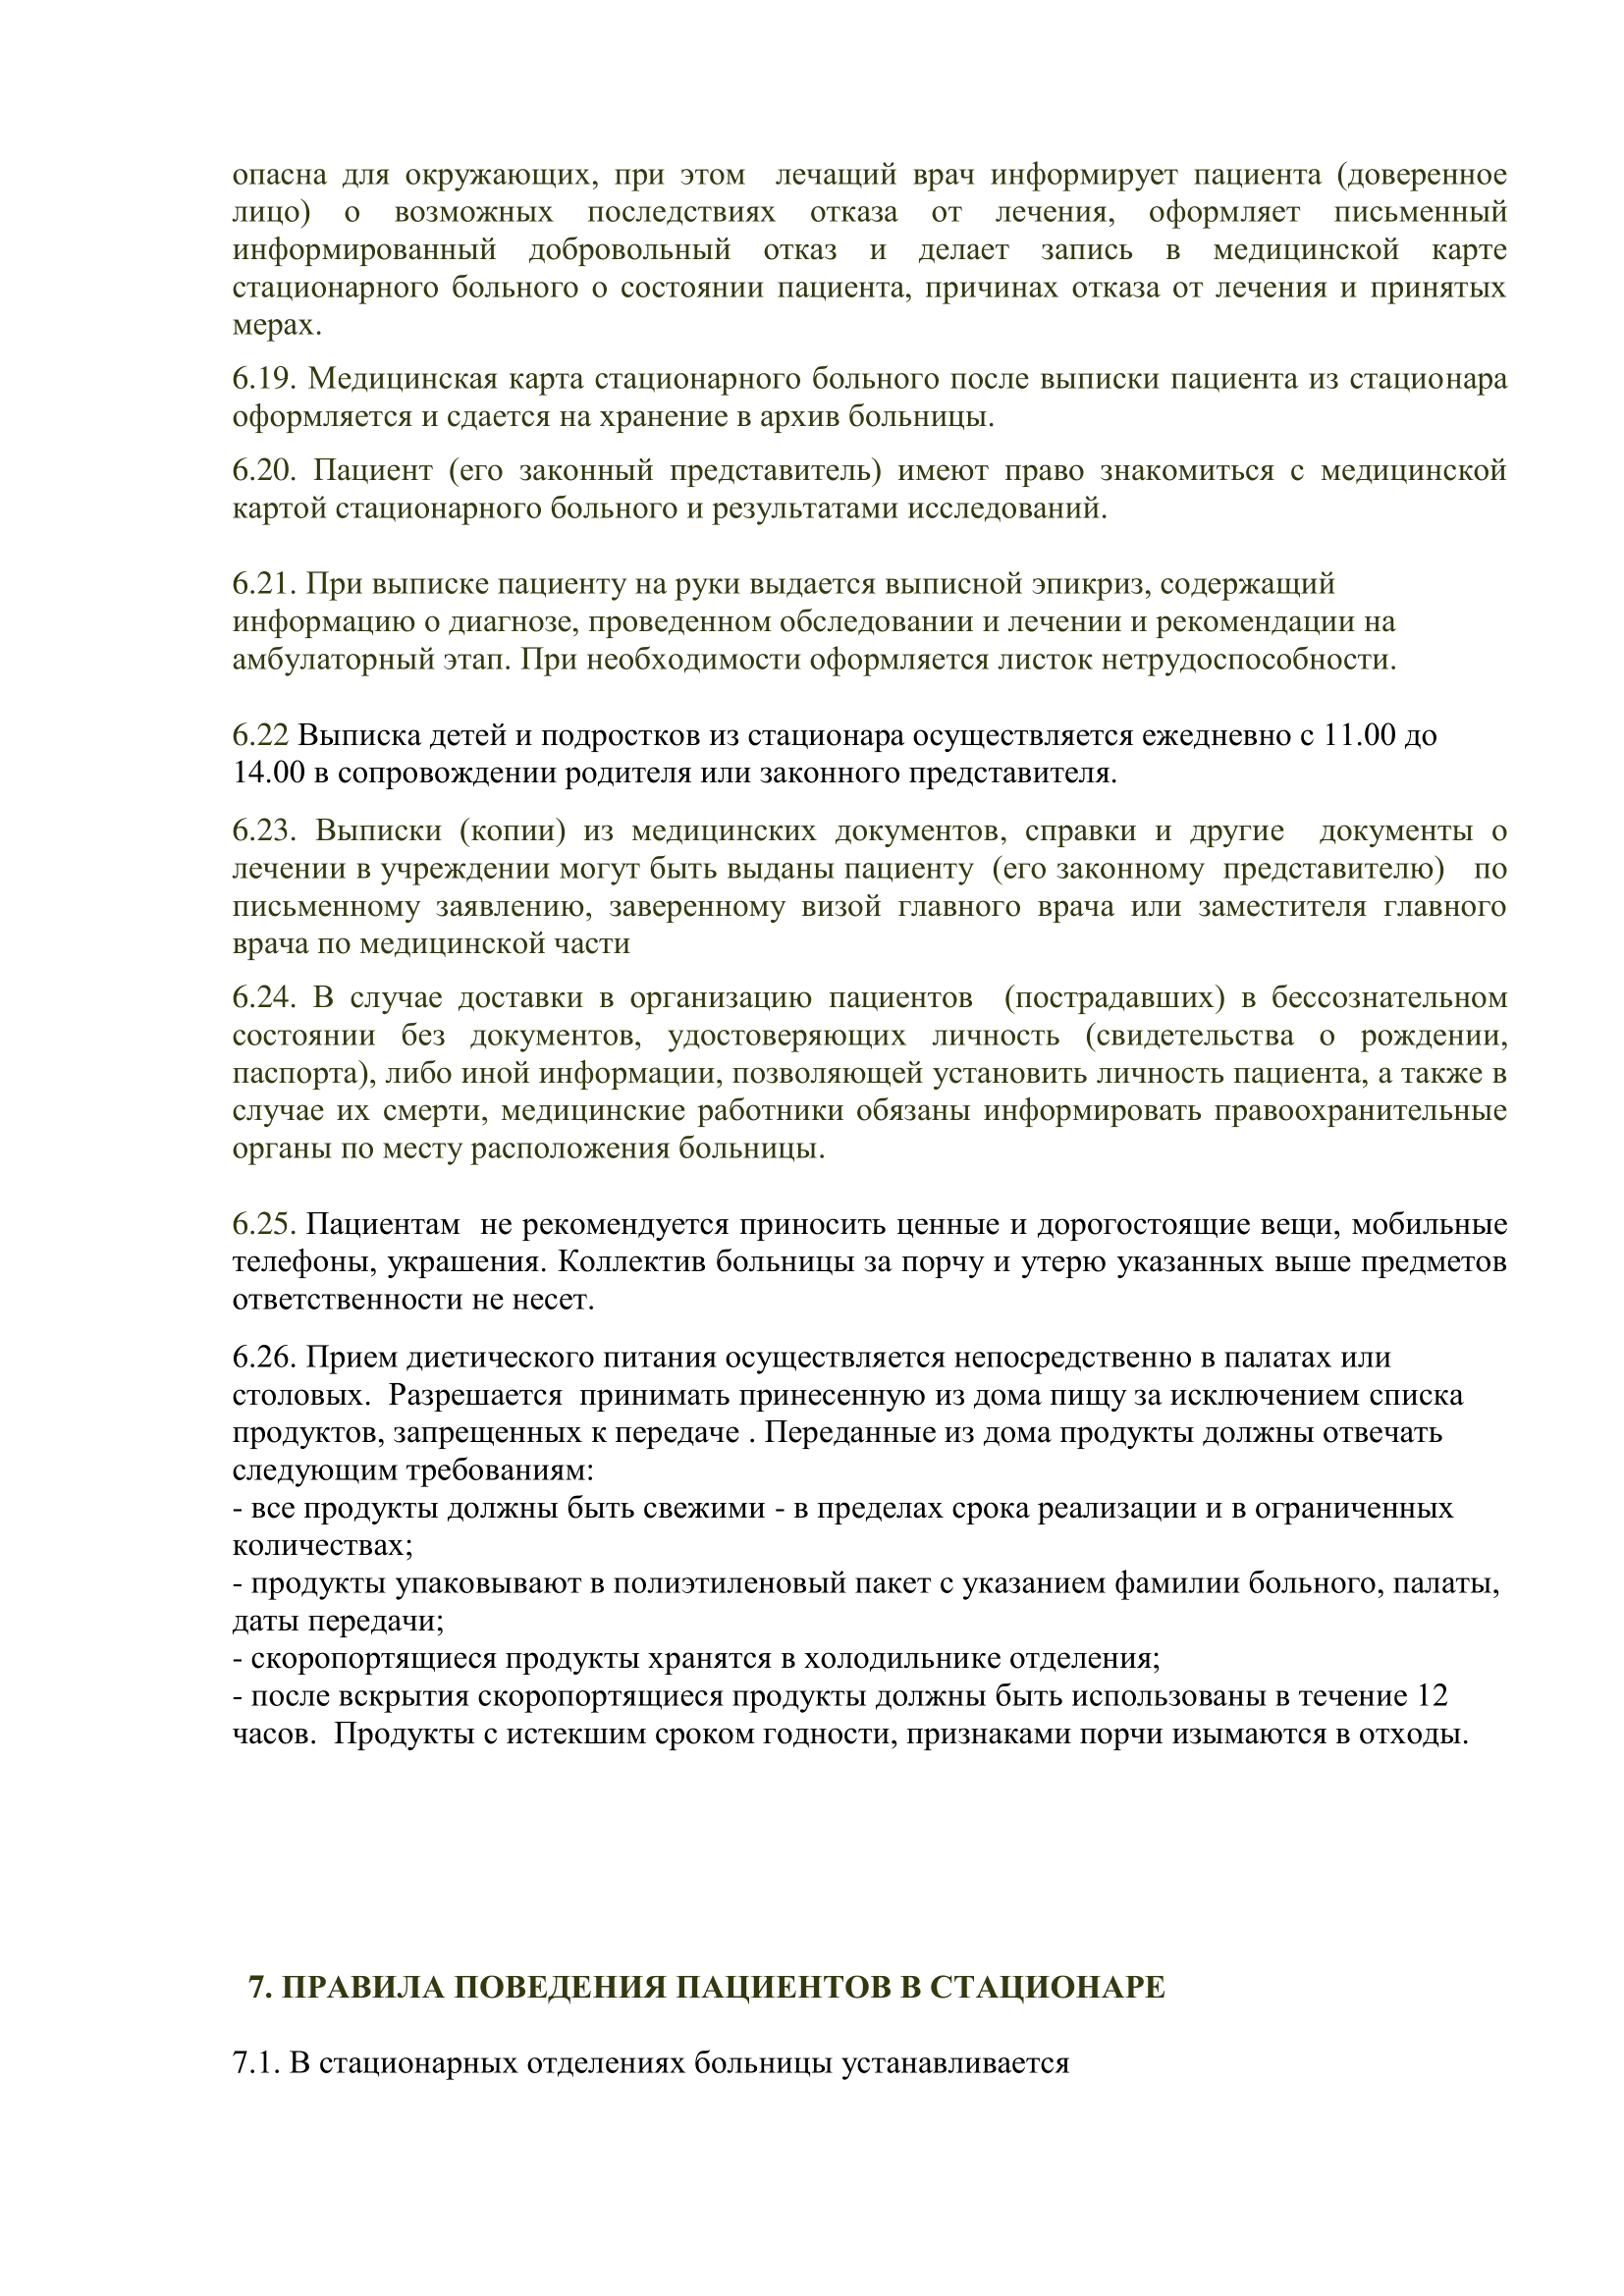 опасна для окружающих, при этом лечащий врач информирует пациента (доверенное
лицо) о возможных последствиях отказа от лечения, оформляет письменный
информированный добровольный отказ и делает запись в медицинской карте
стационарного больного о состоянии пациента, причинах отказа от лечения и принятых
мерах.
6.19. Медицинская карта стационарного больного после выписки пациента из стационара
оформляется и сдается на хранение в архив больницы.
6.20. Пациент (его законный представитель) имеют право знакомиться с медицинской
картой стационарного больного и результатами исследований.
6.21. При выписке пациенту на руки выдается выписной эпикриз, содержащий
информацию о диагнозе, проведенном обследовании и лечении и рекомендации на
амбулаторный этап. При необходимости оформляется листок нетрудоспособности.
6.22 Выписка детей и подростков из стационара осуществляется ежедневно с 11.00 до
14.00 в сопровождении родителя или законного представителя.
6.23. Выписки (копии) из медицинских документов, справки и другие документы о
лечении в учреждении могут быть выданы пациенту (его законному представителю) по
письменному заявлению, заверенному визой главного врача или заместителя главного
врача по медицинской части
6.24. В случае доставки в организацию пациентов (пострадавших) в бессознательном
состоянии без документов, удостоверяющих личность (свидетельства о рождении,
паспорта), либо иной информации, позволяющей установить личность пациента, а также в
случае их смерти, медицинские работники обязаны информировать правоохранительные
органы по месту расположения больницы.
6.25. Пациентам не рекомендуется приносить ценные и дорогостоящие вещи, мобильные
телефоны, украшения. Коллектив больницы за порчу и утерю указанных выше предметов
ответственности не несет.
6.26. Прием диетического питания осуществляется непосредственно в палатах или
столовых. Разрешается принимать принесенную из дома пищу за исключением списка
продуктов, запрещенных к передаче . Переданные из дома продукты должны отвечать
следующим требованиям:
- все продукты должны быть свежими - в пределах срока реализации и в ограниченных
количествах;
- продукты упаковывают в полиэтиленовый пакет с указанием фамилии больного, палаты,
даты передачи;
- скоропортящиеся продукты хранятся в холодильнике отделения;
- после вскрытия скоропортящиеся продукты должны быть использованы в течение 12
часов. Продукты с истекшим сроком годности, признаками порчи изымаются в отходы.
7. ПРАВИЛА ПОВЕДЕНИЯ ПАЦИЕНТОВ В СТАЦИОНАРЕ
7.1. В стационарных отделениях больницы устанавливается